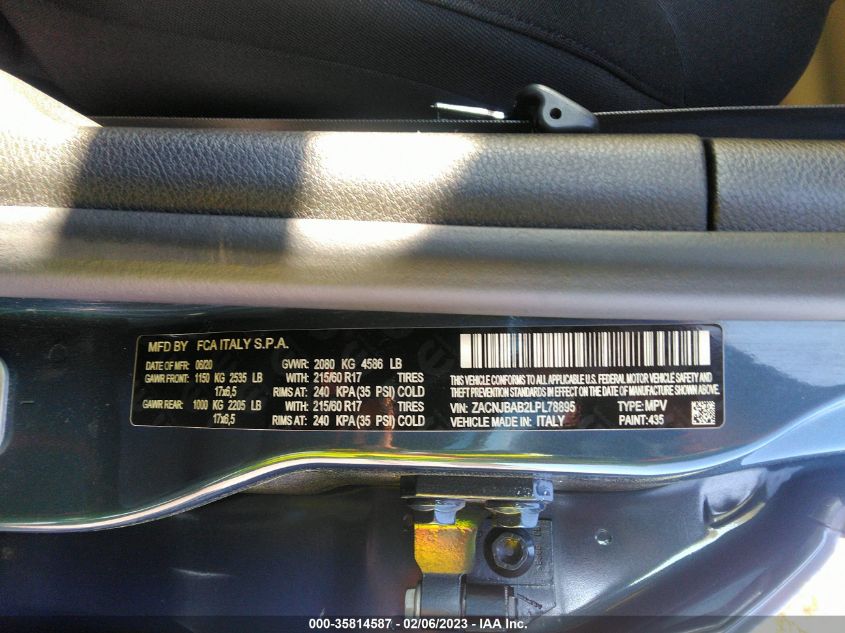 MFD BY FCA ITALY S.P.A.
DATE OF MFR: 06/20 GVWR: 2080 KG 4586 LB
GAWR FRONT: 1150 KG 2535 LB WITH: 215/60 R17 TIRES
17x6,5 RIMS AT: 240 KPA (35 PSI) COLD
GAWR REAR: 1000 KG 2205 LB WITH: 215/60 R17 TIRES
17x6,5 RIMS AT: 240 KPA (35 PSI) COLD
THIS VEHICLE CONFORMS TO ALL APPLICABLE U.S. FEDERAL MOTOR VEHICLE SAFETY AND
THEFT PREVENTION STANDARDS IN EFFECT ON THE DATE OF MANUFACTURE SHOWN ABOVE.
VIN: ZACNJBAB2LPL78895 TYPE: MPV
VEHICLE MADE IN: ITALY PAINT: 435
000-35814587 - 02/06/2023 - IAA Inc.